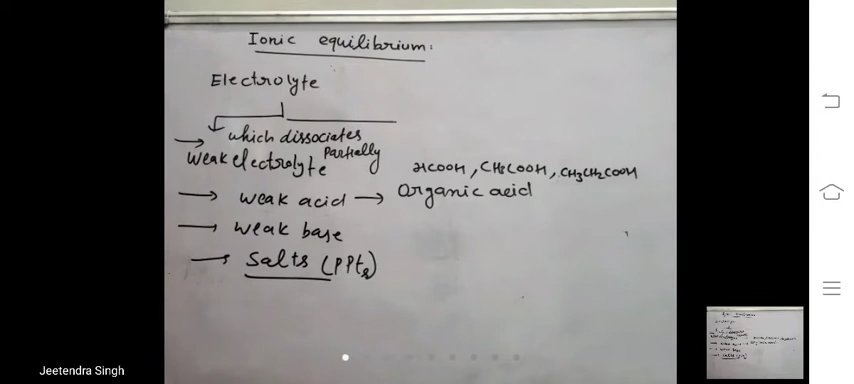 Ionic equilibrium:
Electrolyte
which dissociates
Partially
Weak electrolyte
HCOOH, CH3COOH, CH3CH2COOH
weak acid → Organic acid
→ weak base
→ Salts (PPts)
Jeetendra Singh